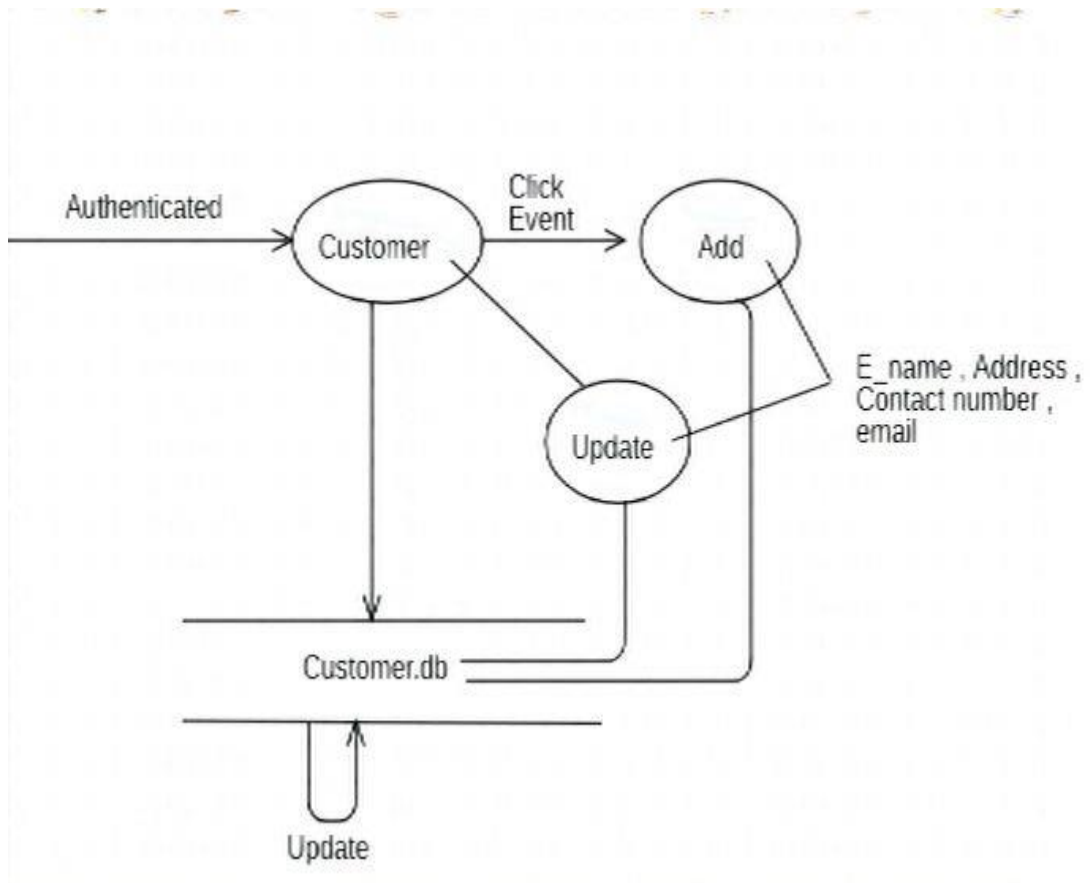 Authenticated
Customer
Click
Event
Add
E_name , Address ,
Contact number ,
email
Update
Customer.db
Update